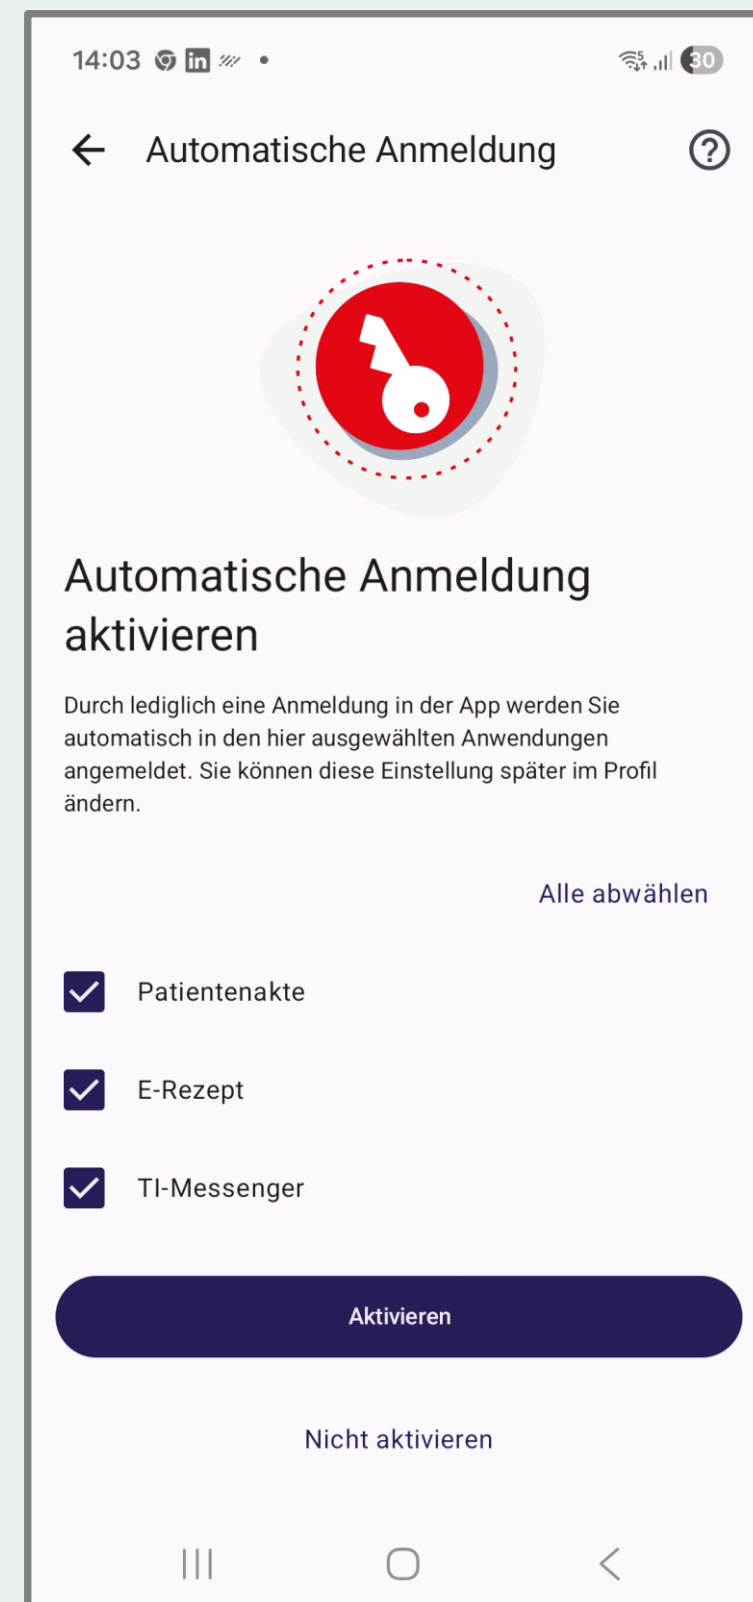 14:03
5
30
Automatische Anmeldung
Automatische Anmeldung
aktivieren
Durch lediglich eine Anmeldung in der App werden Sie
automatisch in den hier ausgewählten Anwendungen
angemeldet. Sie können diese Einstellung später im Profil
ändern.
Alle abwählen
Patientenakte
E-Rezept
TI-Messenger
Aktivieren
Nicht aktivieren